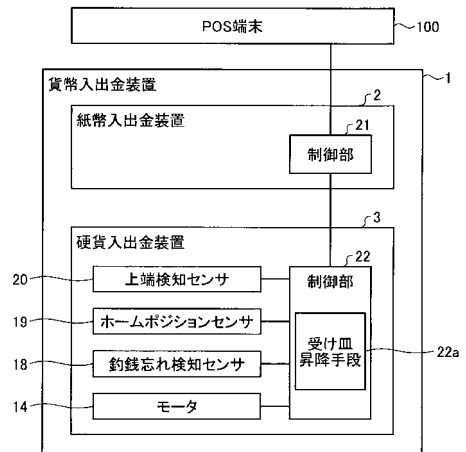 POS端末
100
1
貨幣入出金装置
2
紙幣入出金装置
21
制御部
3
硬貨入出金装置
22
20
上端検知センサ
制御部
19
ホームポジションセンサ
受け皿
昇降手段
22a
18
釣銭忘れ検知センサ
14
モータ